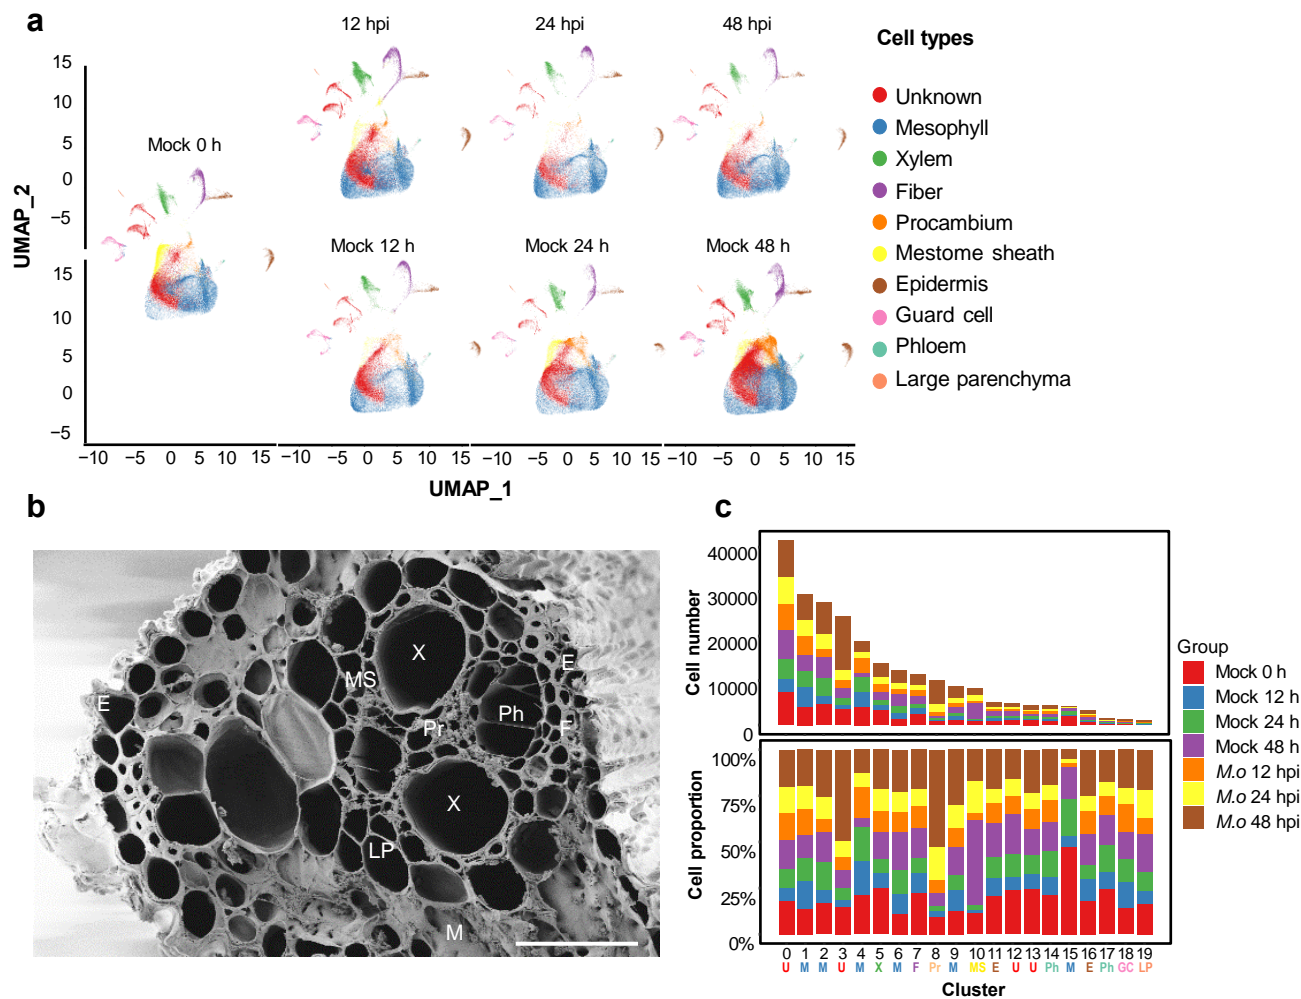 a
12 hpi
24 hpi
48 hpi
Mock 0 h
Mock 12 h
Mock 24 h
Mock 48 h
UMAP_2
15
10
5
0
−5
15
10
5
0
−5
−10 −5 0 5 10 15
−10 −5 0 5 10 15
−10 −5 0 5 10 15
−10 −5 0 5 10 15
UMAP_1
Cell types
Unknown
Mesophyll
Xylem
Fiber
Procambium
Mestome sheath
Epidermis
Guard cell
Phloem
Large parenchyma
b
X
E
MS
E
Ph
Pr
F
X
LP
M
c
Cell number
40000
30000
20000
10000
0
Cell proportion
100%
75%
50%
25%
0%
0 1 2 3 4 5 6 7 8 9 10 11 12 13 14 15 16 17 18 19
U M M U M X M F Pr M MS E U U Ph M E Ph GC LP
Cluster
Group
Mock 0 h
Mock 12 h
Mock 24 h
Mock 48 h
M.o 12 hpi
M.o 24 hpi
M.o 48 hpi